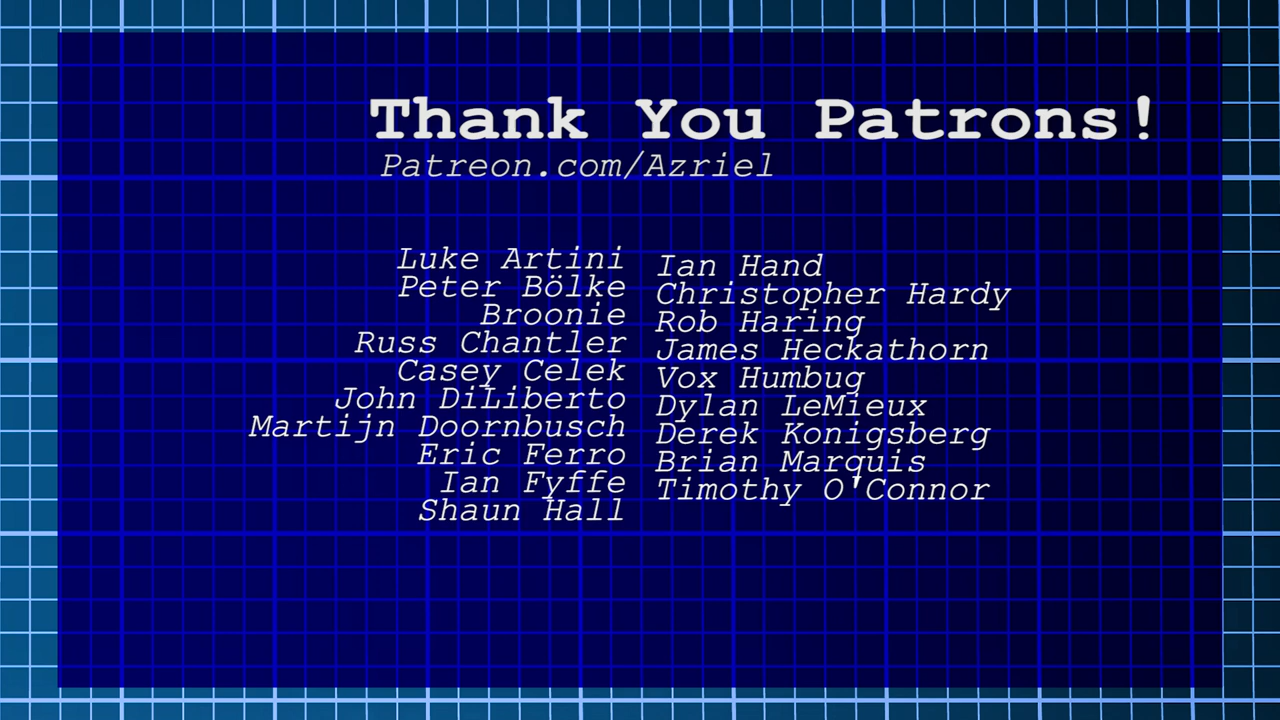 Thank You Patrons!
Patreon.com/Azriel
Luke Artini
Peter Bölke
Broonie
Russ Chantler
Casey Celek
John DiLiberto
Martijn Doornbusch
Eric Ferro
Ian Fyffe
Shaun Hall
Ian Hand
Christopher Hardy
Rob Haring
James Heckathorn
Vox Humbug
Dylan LeMieux
Derek Konigsberg
Brian Marquis
Timothy O'Connor